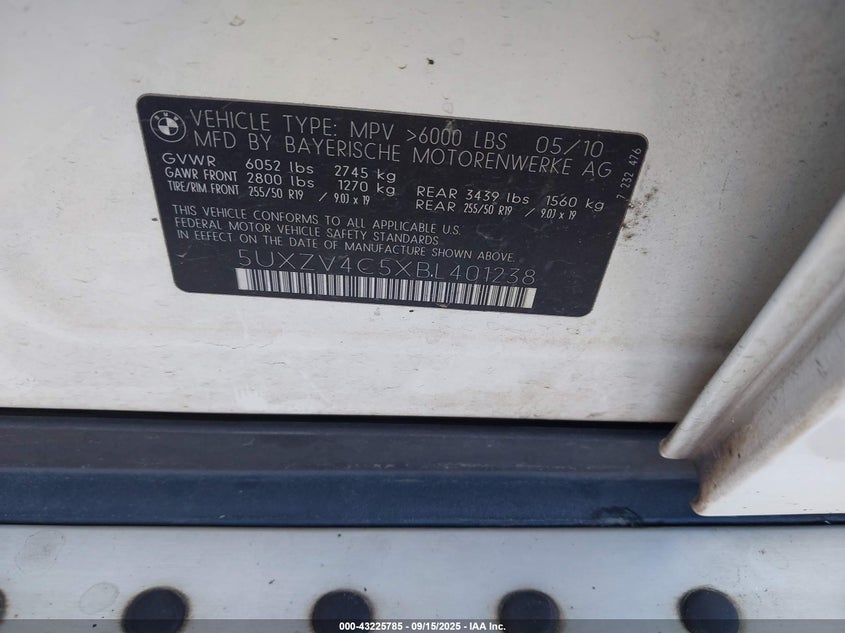 BMW
VEHICLE TYPE: MPV >6000 LBS 05/10
MFD BY BAYERISCHE MOTORENWERKE AG
GVWR 6052 lbs 2745 kg
GAWR FRONT 2800 lbs 1270 kg REAR 3439 lbs 1560 kg
TIRE/RIM FRONT 255/50 R19 / 9.0J x 19 REAR 255/50 R19 / 9.0J x 19
THIS VEHICLE CONFORMS TO ALL APPLICABLE U.S.
FEDERAL MOTOR VEHICLE SAFETY STANDARDS
IN EFFECT ON THE DATE OF MANUFACTURE SHOWN ABOVE.
5UXZV4C5XBL401238
7 232 476
000-43225785 - 09/15/2025 - IAA Inc.